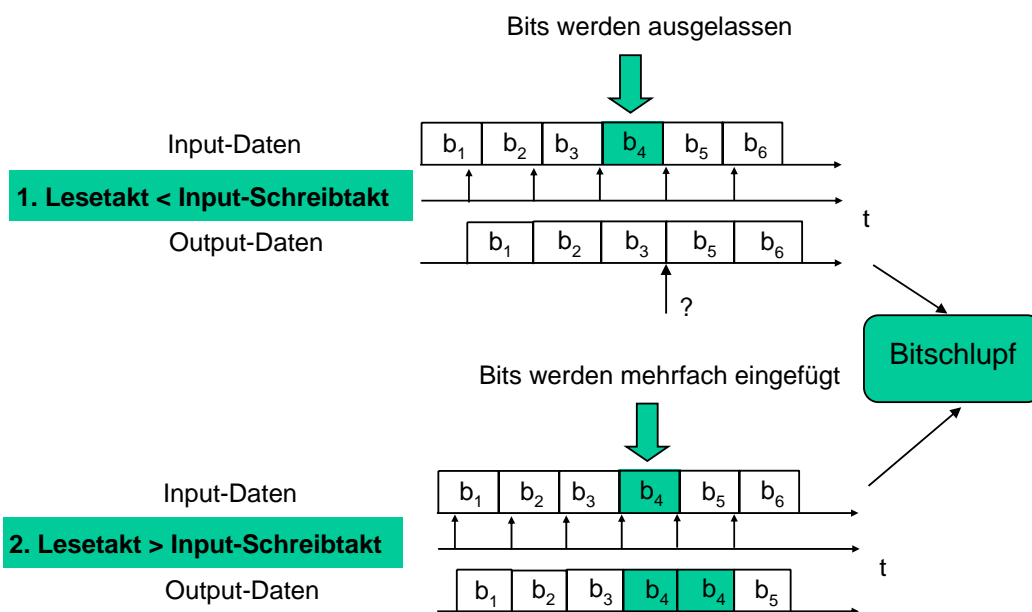 Bits werden ausgelassen
Input-Daten
b1 b2 b3 b4 b5 b6
1. Lesetakt < Input-Schreibtakt
t
Output-Daten
b1 b2 b3 b5 b6
?
Bitschlupf
Bits werden mehrfach eingefügt
Input-Daten
b1 b2 b3 b4 b5 b6
2. Lesetakt > Input-Schreibtakt
t
Output-Daten
b1 b2 b3 b4 b4 b5